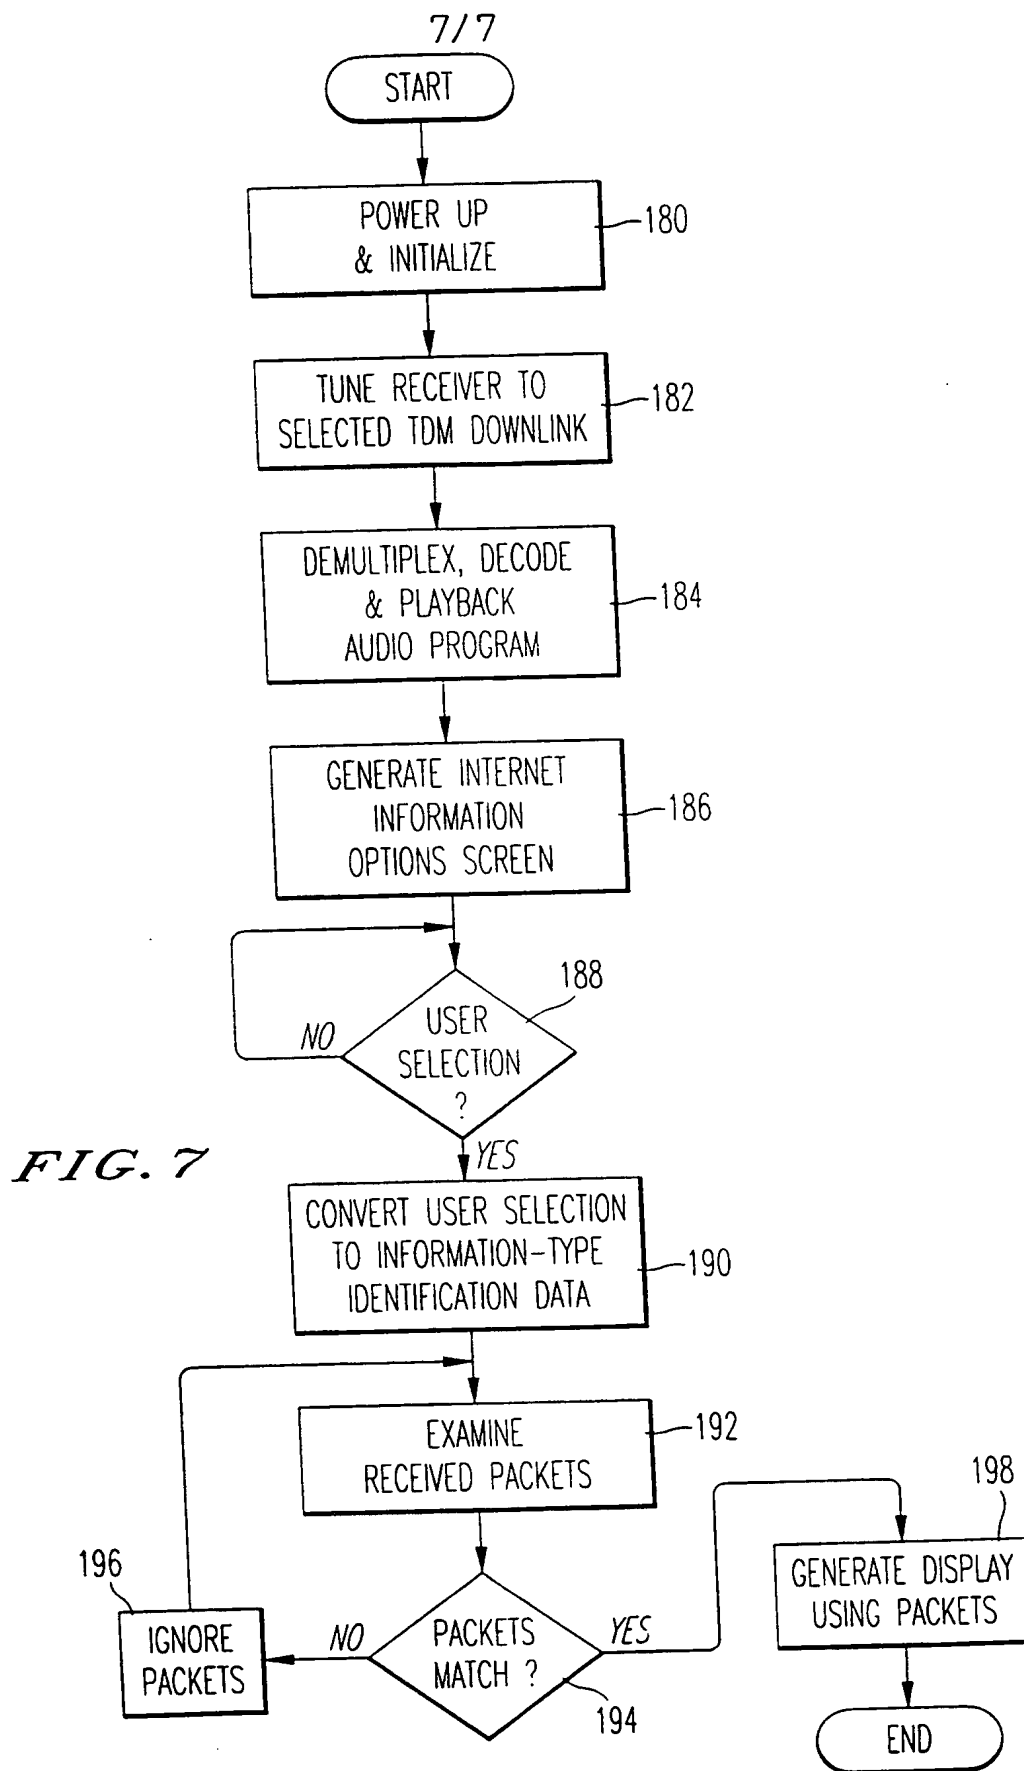 7/7
START
POWER UP
& INITIALIZE
180
TUNE RECEIVER TO
SELECTED TDM DOWNLINK
182
DEMULTIPLEX, DECODE
& PLAYBACK
AUDIO PROGRAM
184
GENERATE INTERNET
INFORMATION
OPTIONS SCREEN
186
188
USER
SELECTION
?
NO
YES
FIG. 7
CONVERT USER SELECTION
TO INFORMATION-TYPE
IDENTIFICATION DATA
190
EXAMINE
RECEIVED PACKETS
192
PACKETS
MATCH ?
194
NO
YES
196
IGNORE
PACKETS
198
GENERATE DISPLAY
USING PACKETS
END